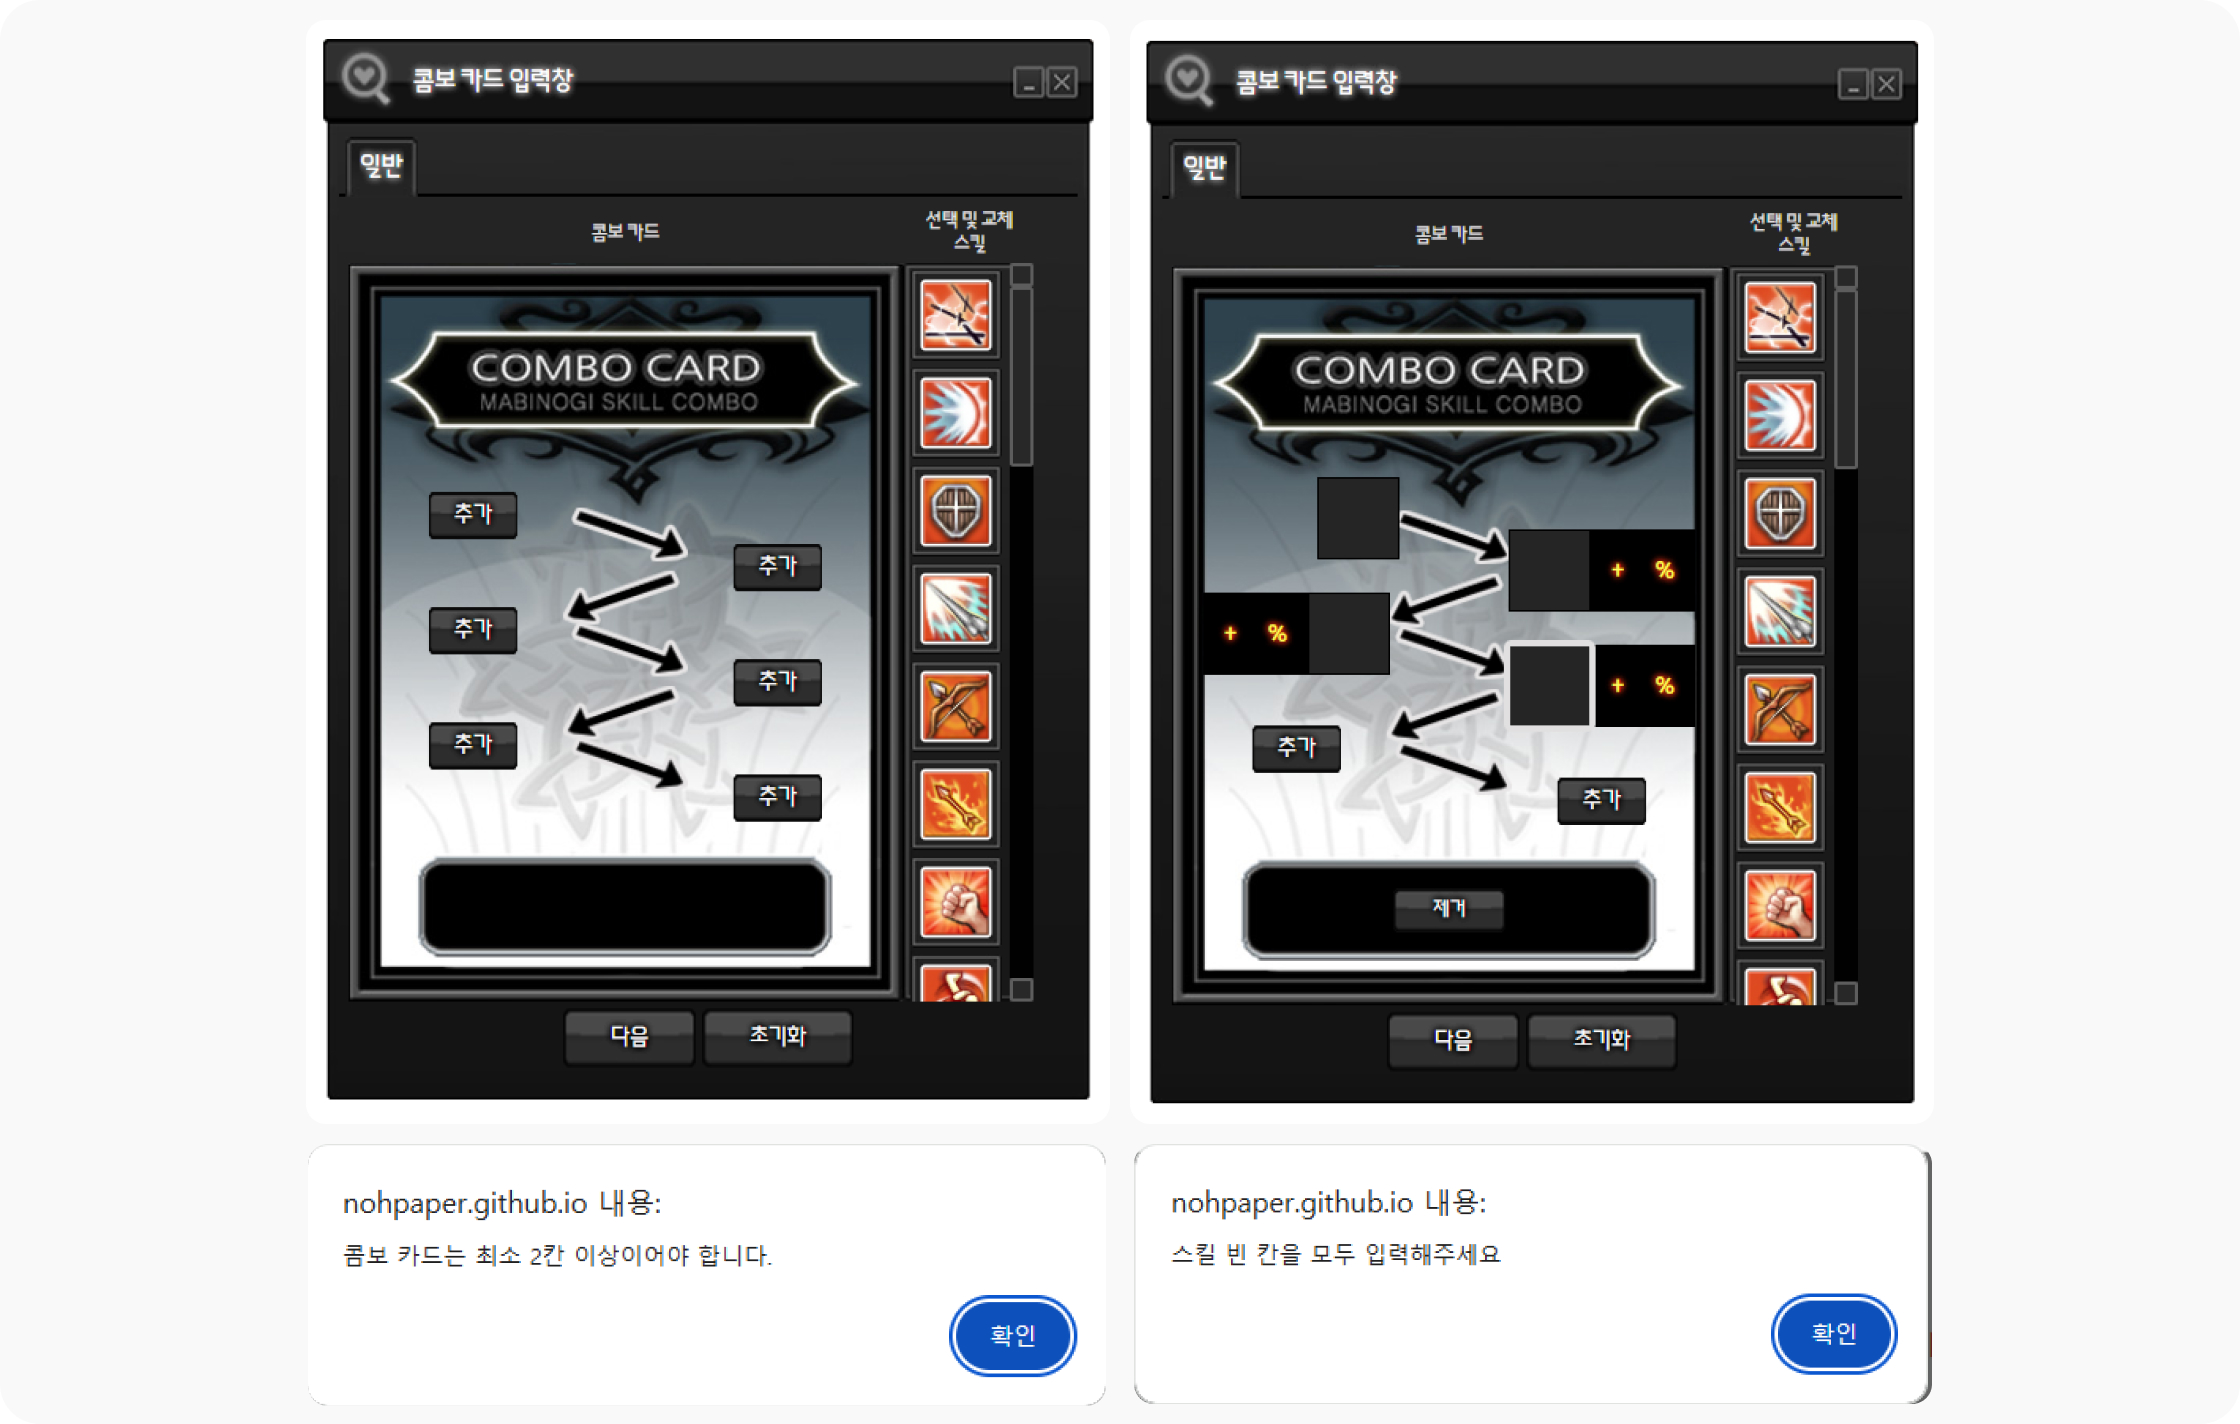 콤보 카드 입력창
일반
콤보 카드
선택 및 교체
스킬
COMBO CARD
MABINOGI SKILL COMBO
추가
추가
추가
추가
추가
추가
다음
초기화
콤보 카드 입력창
일반
콤보 카드
선택 및 교체
스킬
COMBO CARD
MABINOGI SKILL COMBO
+ %
+ %
+ %
추가
추가
제거
다음
초기화
nohpaper.github.io 내용:
콤보 카드는 최소 2칸 이상이어야 합니다.
확인
nohpaper.github.io 내용:
스킬 빈 칸을 모두 입력해주세요
확인